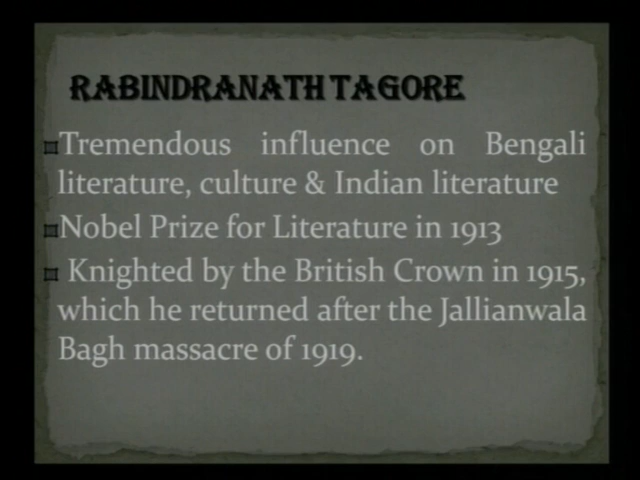 RABINDRANATH TAGORE
Tremendous influence on Bengali
literature, culture & Indian literature
Nobel Prize for Literature in 1913
Knighted by the British Crown in 1915,
which he returned after the Jallianwala
Bagh massacre of 1919.